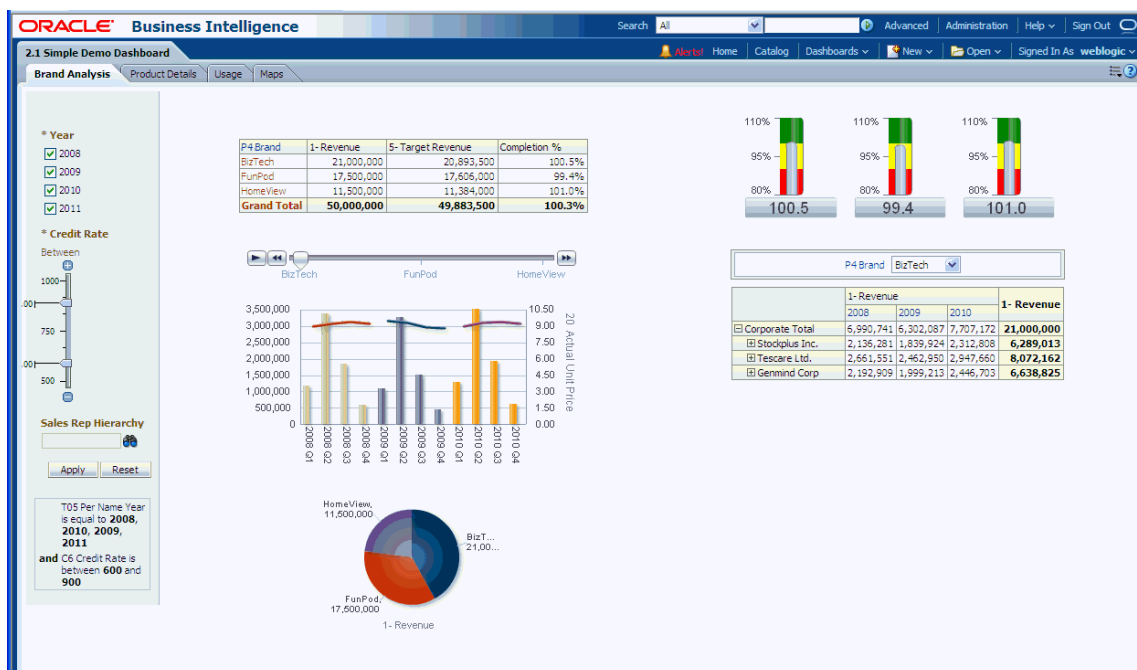 ORACLE Business Intelligence
Search All Advanced Administration Help Sign Out
2.1 Simple Demo Dashboard
Alerts! Home Catalog Dashboards New Open Signed In As weblogic
Brand Analysis Product Details Usage Maps
* Year
2008
2009
2010
2011
* Credit Rate
Between
1000
750
500
Sales Rep Hierarchy
Apply Reset
T05 Per Name Year
is equal to 2008,
2010, 2009,
2011
and C6 Credit Rate is
between 600 and
900
P4 Brand 1- Revenue 5- Target Revenue Completion %
BizTech 21,000,000 20,893,500 100.5%
FunPod 17,500,000 17,606,000 99.4%
HomeView 11,500,000 11,384,000 101.0%
Grand Total 50,000,000 49,883,500 100.3%
BizTech FunPod HomeView
3,500,000 10.50
3,000,000 9.00
2,500,000 7.50
2,000,000 6.00
1,500,000 4.50
1,000,000 3.00
500,000 1.50
0 0.00
20 Actual Unit Price
2008 Q1
2008 Q2
2008 Q3
2008 Q4
2009 Q1
2009 Q2
2009 Q3
2009 Q4
2010 Q1
2010 Q2
2010 Q3
2010 Q4
HomeView,
11,500,000
BizT...
21,00...
FunPod,
17,500,000
1- Revenue
110% 110% 110%
95% 95% 95%
80% 80% 80%
100.5 99.4 101.0
P4 Brand BizTech
1- Revenue 1- Revenue
2008 2009 2010
Corporate Total 6,990,741 6,302,087 7,707,172 21,000,000
Stockplus Inc. 2,136,281 1,839,924 2,312,808 6,289,013
Tescare Ltd. 2,661,551 2,462,950 2,947,660 8,072,162
Genmind Corp 2,192,909 1,999,213 2,446,703 6,638,825